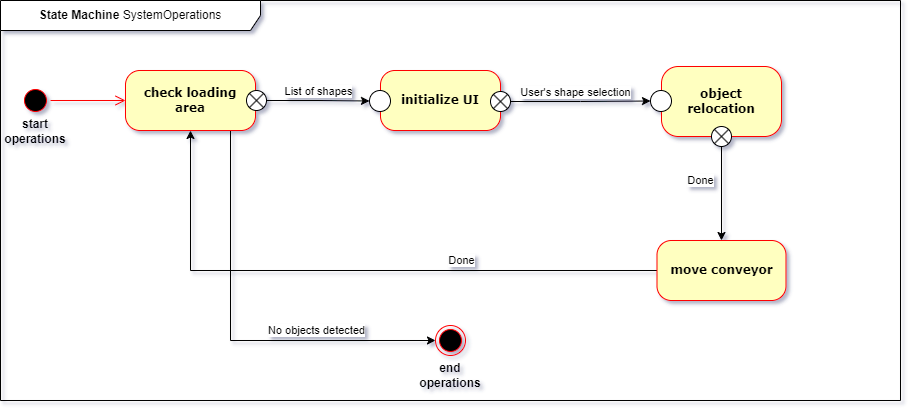 State Machine SystemOperations
check loading
area
List of shapes
initialize UI
User's shape selection
object
relocation
start
operations
Done
move conveyor
Done
No objects detected
end
operations